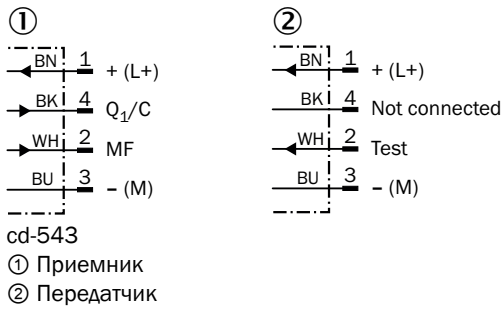 ①
BN 1 + (L+)
BK 4 Q1/C
WH 2 MF
BU 3 – (M)
②
BN 1 + (L+)
BK 4 Not connected
WH 2 Test
BU 3 – (M)
cd-543
① Приемник
② Передатчик